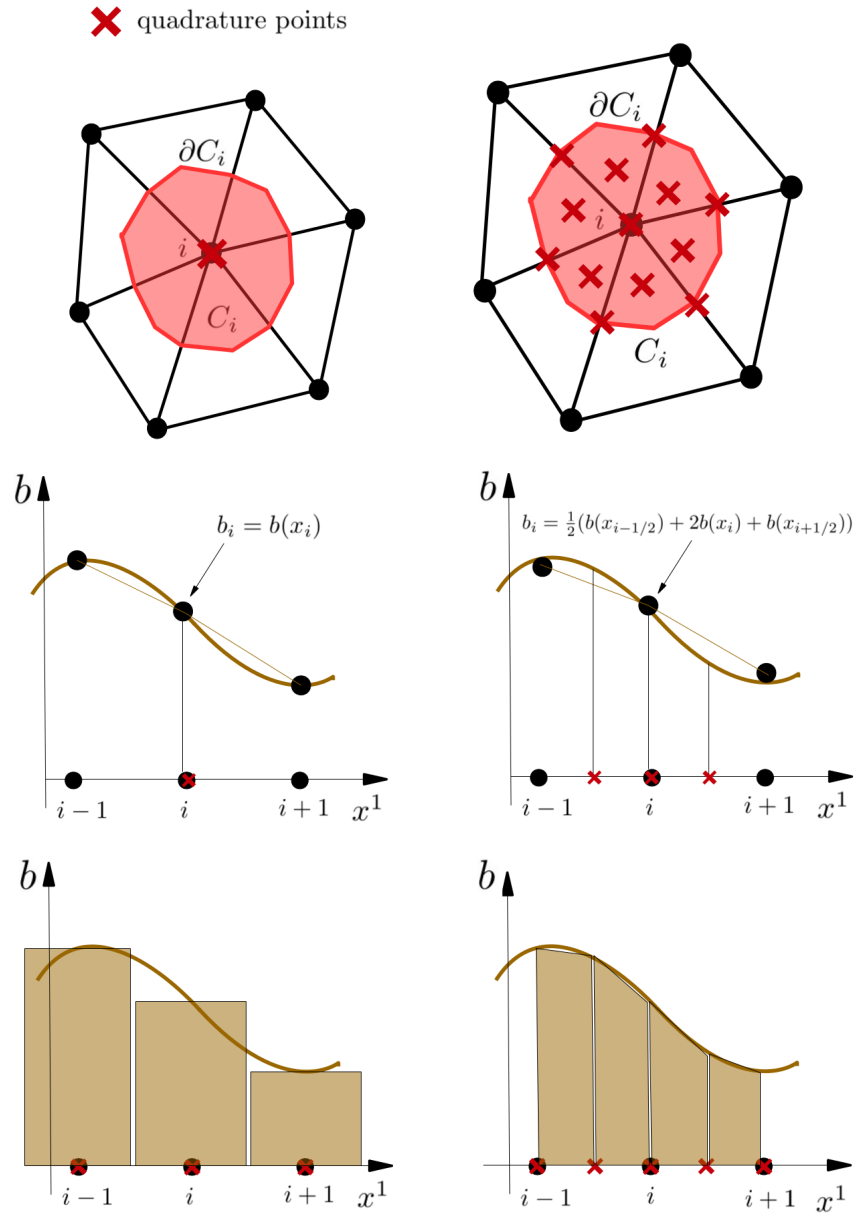 quadrature points
∂C_i
∂C_i
i
i
C_i
C_i
b
b
b_i = b(x_i)
b_i = \frac{1}{2}(b(x_{i-1/2}) + 2b(x_i) + b(x_{i+1/2}))
i − 1 i i + 1 x^1
i − 1 i i + 1 x^1
b
b
i − 1 i i + 1 x^1
i − 1 i i + 1 x^1